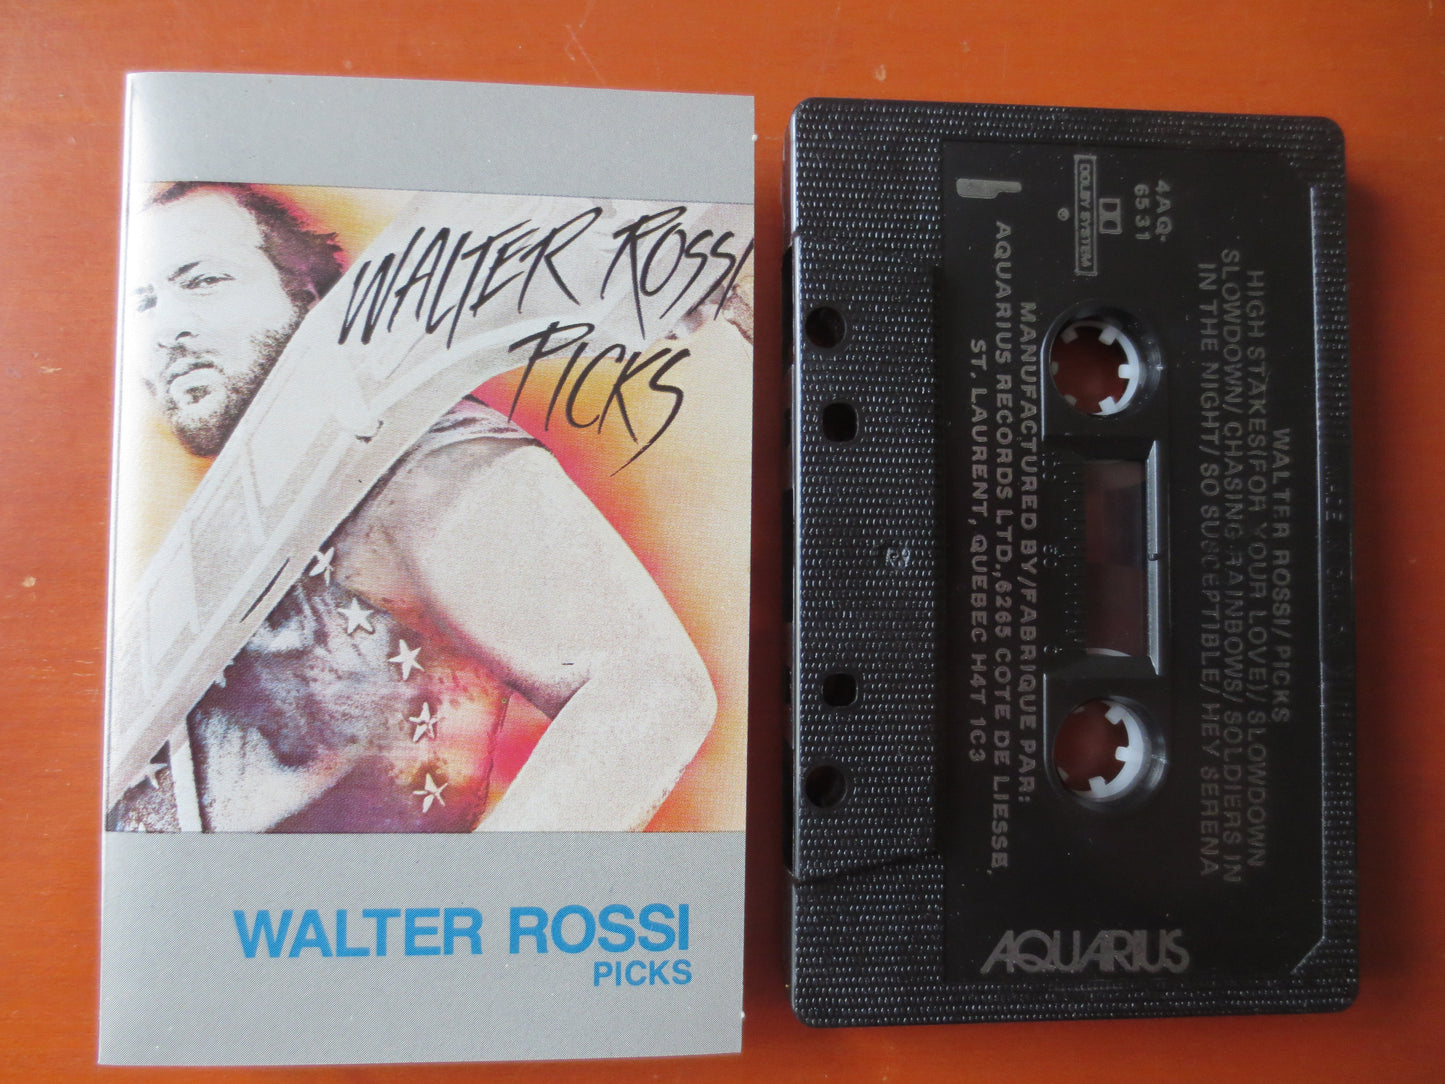 WALTER ROSSI
PICKS
WALTER ROSSI
PICKS
4AQ-
6531
DOLBY SYSTEM
WALTER ROSSI/PICKS
HIGH STAKES(FOR YOUR LOVE)/SLOWDOWN
SLOWDOWN/CHASING RAINBOWS/SOLDIERS IN
IN THE NIGHT/SO SUSCEPTIBLE/HEY SERENA
MANUFACTURED BY/FABRIQUE PAR:
AQUARIUS RECORDS LTD.,6265 COTE DE LIESSE,
ST. LAURENT, QUEBEC H4T 1C3
AQUARIUS